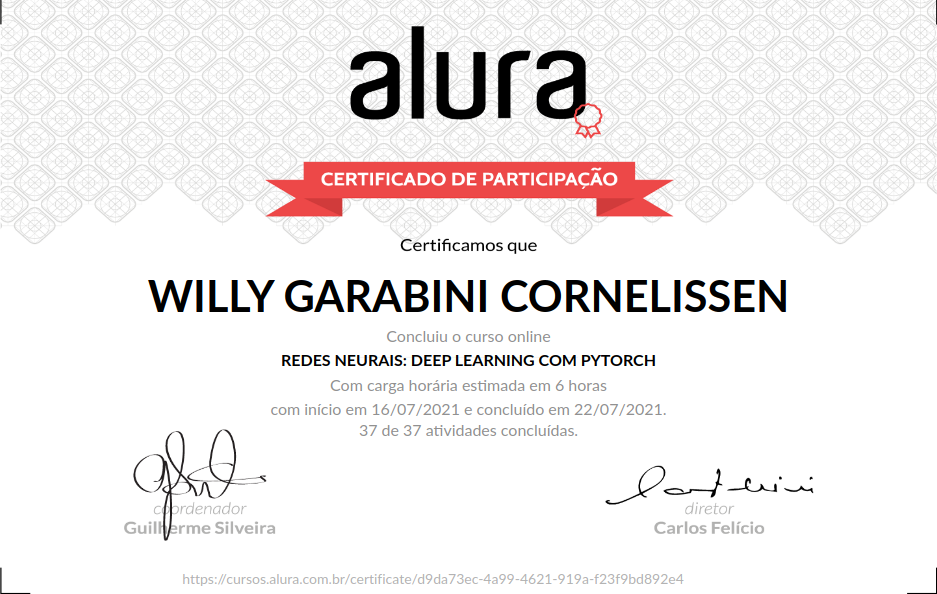 alura
CERTIFICADO DE PARTICIPAÇÃO
Certificamos que
WILLY GARABINI CORNELISSEN
Concluiu o curso online
REDES NEURAIS: DEEP LEARNING COM PYTORCH
Com carga horária estimada em 6 horas
com início em 16/07/2021 e concluído em 22/07/2021.
37 de 37 atividades concluídas.
coordenador
Guilherme Silveira
diretor
Carlos Felício
https://cursos.alura.com.br/certificate/d9da73ec-4a99-4621-919a-f23f9bd892e4